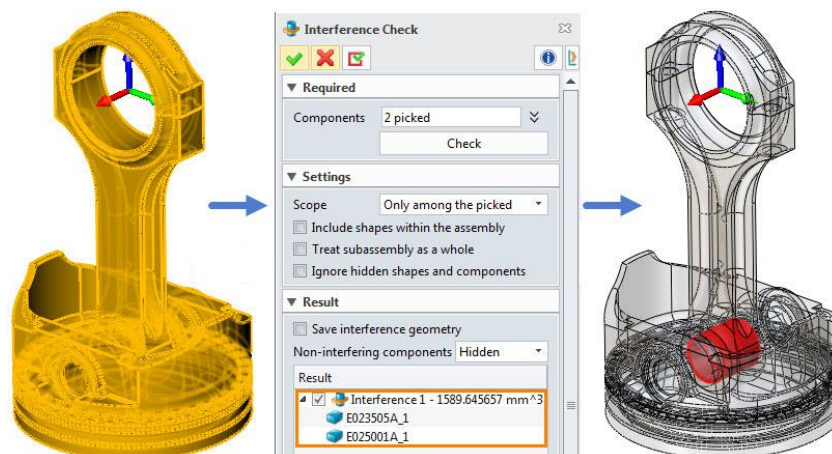 Interference Check
Required
Components 2 picked
Check
Settings
Scope Only among the picked
Include shapes within the assembly
Treat subassembly as a whole
Ignore hidden shapes and components
Result
Save interference geometry
Non-interfering components Hidden
Result
Interference 1 - 1589.645657 mm^3
E023505A_1
E025001A_1